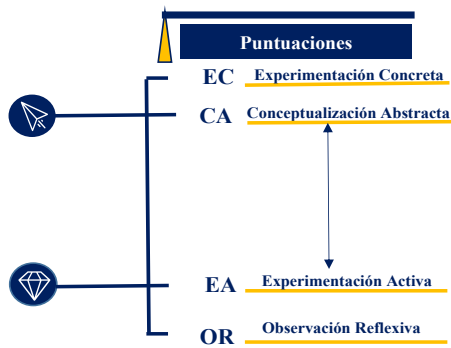 Puntuaciones
EC Experimentación Concreta
CA Conceptualización Abstracta
EA Experimentación Activa
OR Observación Reflexiva